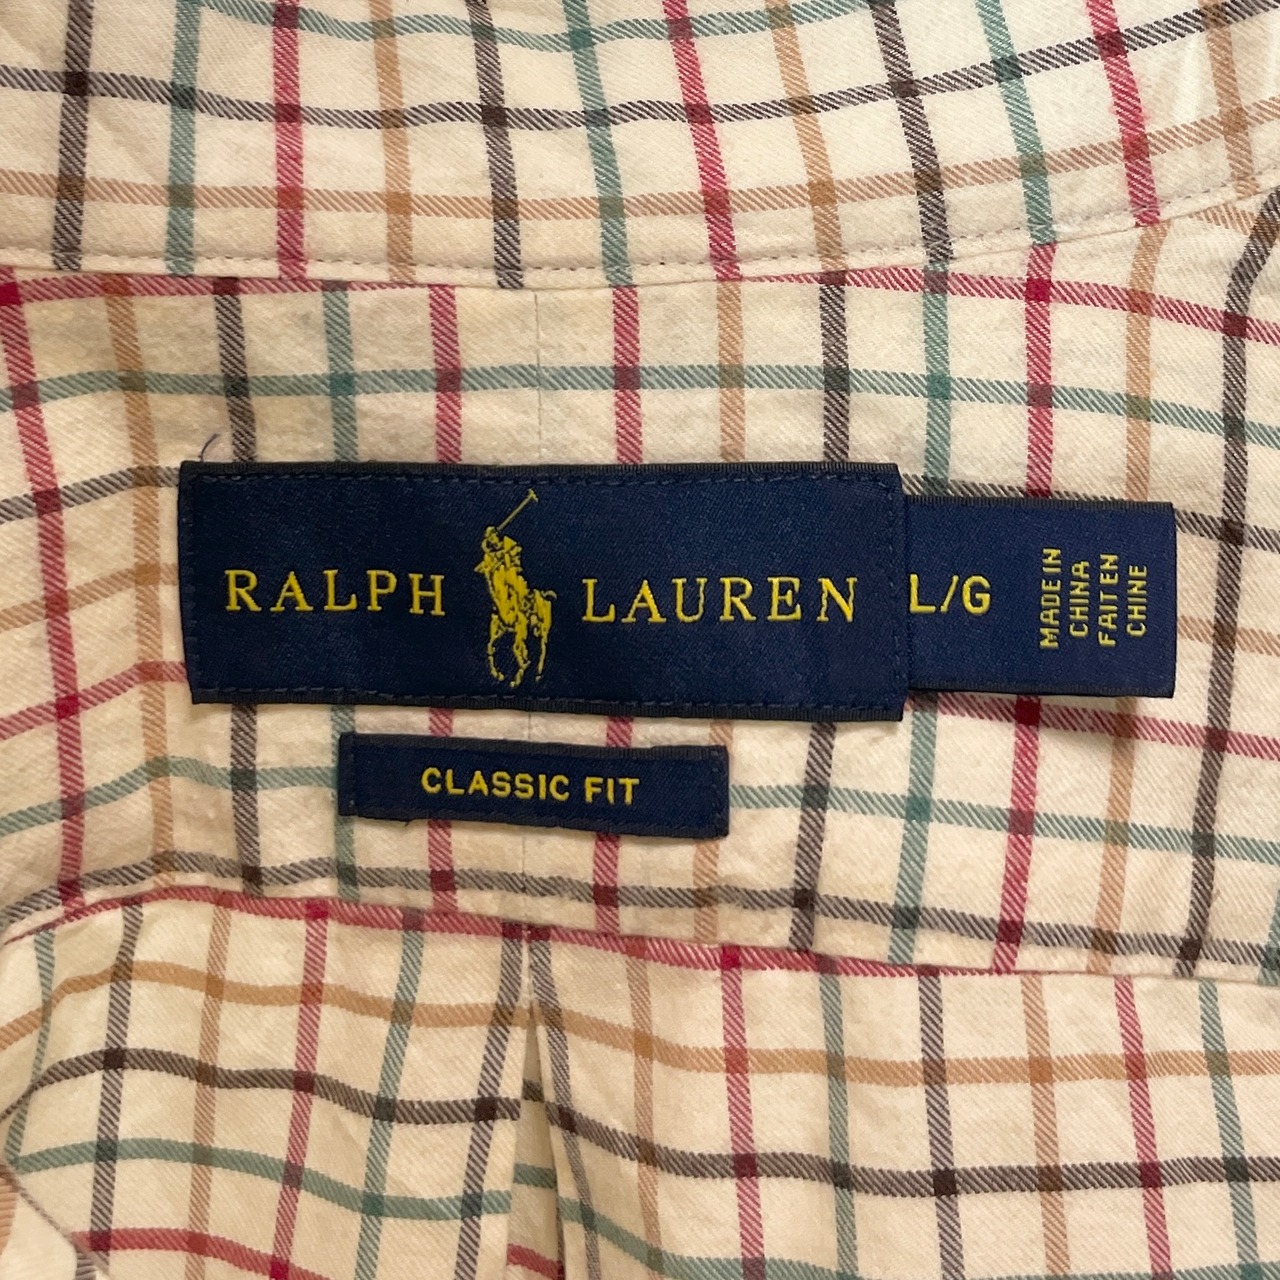 RALPH LAUREN
L/G
MADE IN
CHINA
FAIT EN
CHINE
CLASSIC FIT